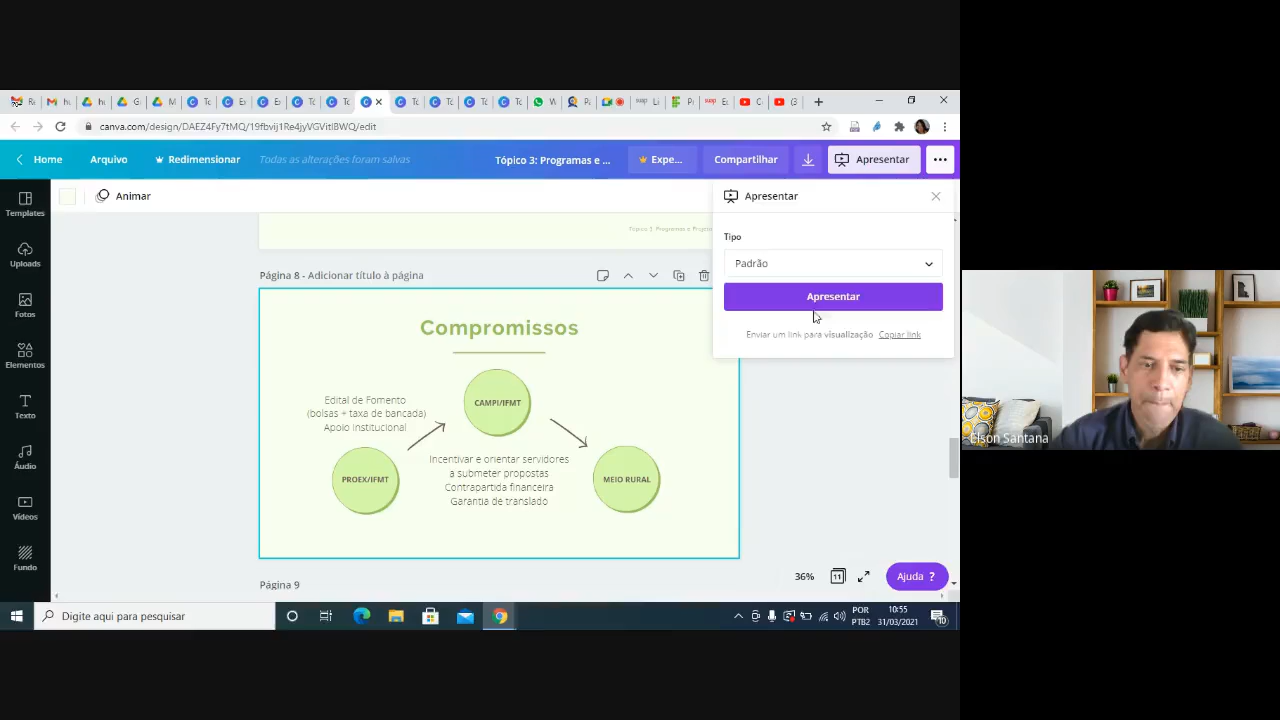 canva.com/design/DAEZ4Fy7tMQ/19fbvij1Re4jyVGVitlBWQ/edit
Home
Arquivo
Redimensionar
Todas as alterações foram salvas
Tópico 3: Programas e ...
Expe...
Compartilhar
Apresentar
Templates
Uploads
Fotos
Elementos
Texto
Áudio
Vídeos
Fundo
Animar
Apresentar
Tipo
Padrão
Apresentar
Enviar um link para visualização Copiar link
Página 8 - Adicionar título à página
Compromissos
Edital de Fomento
(bolsas + taxa de bancada)
Apoio Institucional
CAMPI/IFMT
PROEX/IFMT
Incentivar e orientar servidores
a submeter propostas
Contrapartida financeira
Garantia de translado
MEIO RURAL
Página 9
36%
11
Ajuda ?
Elson Santana
Digite aqui para pesquisar
POR
PTB2
10:55
31/03/2021
10